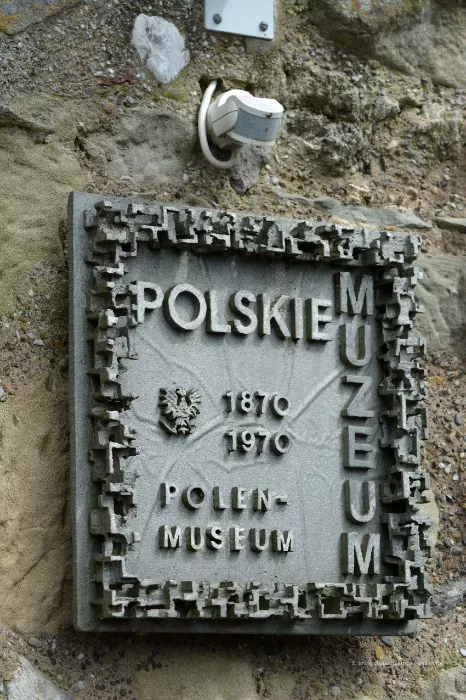 POLSKIE
MUZEUM
1870
1970
POLEN-
MUSEUM